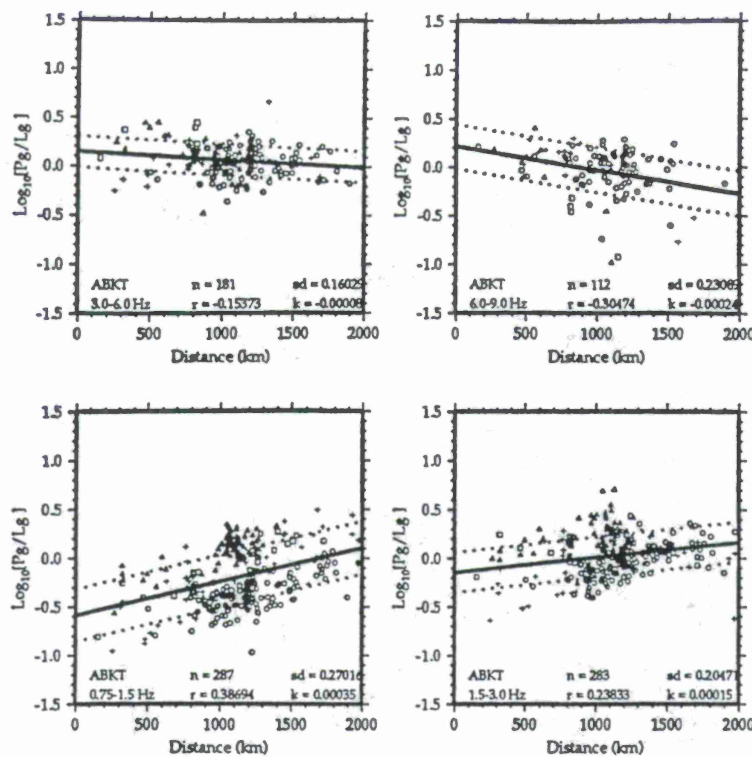 1.5 1.5
1.0 1.0
0.5 0.5
0.0 0.0
-0.5 -0.5
-1.0 -1.0
-1.5 -1.5
Log10[Pg/Lg]
ABKT n = 181 sd = 0.16029
3.0-6.0 Hz r = -0.15373 k = -0.00008
0 500 1000 1500 2000
Distance (km)
Log10[Pg/Lg]
ABKT n = 112 sd = 0.23089
6.0-9.0 Hz r = -0.30474 k = -0.00024
0 500 1000 1500 2000
Distance (km)
1.5 1.5
1.0 1.0
0.5 0.5
0.0 0.0
-0.5 -0.5
-1.0 -1.0
-1.5 -1.5
Log10[Pg/Lg]
ABKT n = 287 sd = 0.27016
0.75-1.5 Hz r = 0.38694 k = 0.00035
0 500 1000 1500 2000
Distance (km)
Log10[Pg/Lg]
ABKT n = 283 sd = 0.20471
1.5-3.0 Hz r = 0.23833 k = 0.00015
0 500 1000 1500 2000
Distance (km)